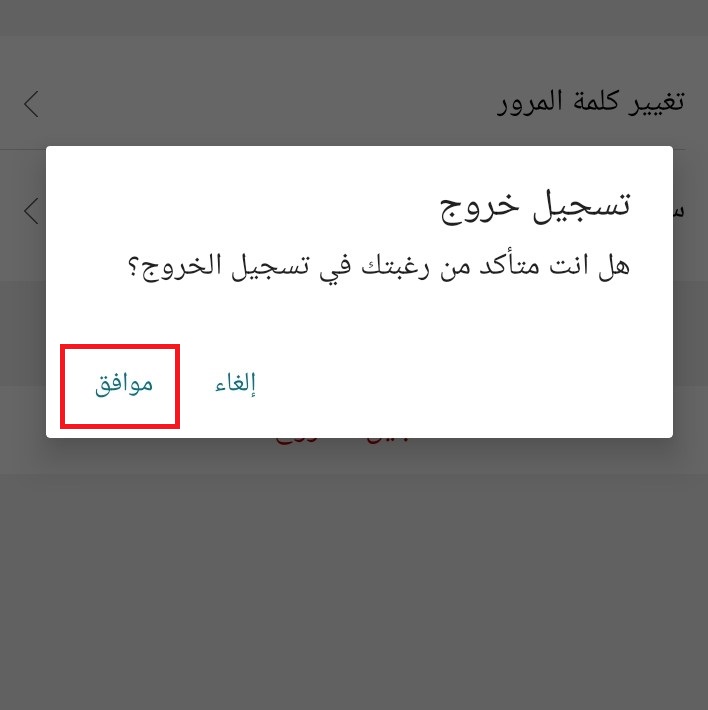 تغيير كلمة المرور
تسجيل خروج
هل انت متأكد من رغبتك في تسجيل الخروج؟
إلغاء
موافق